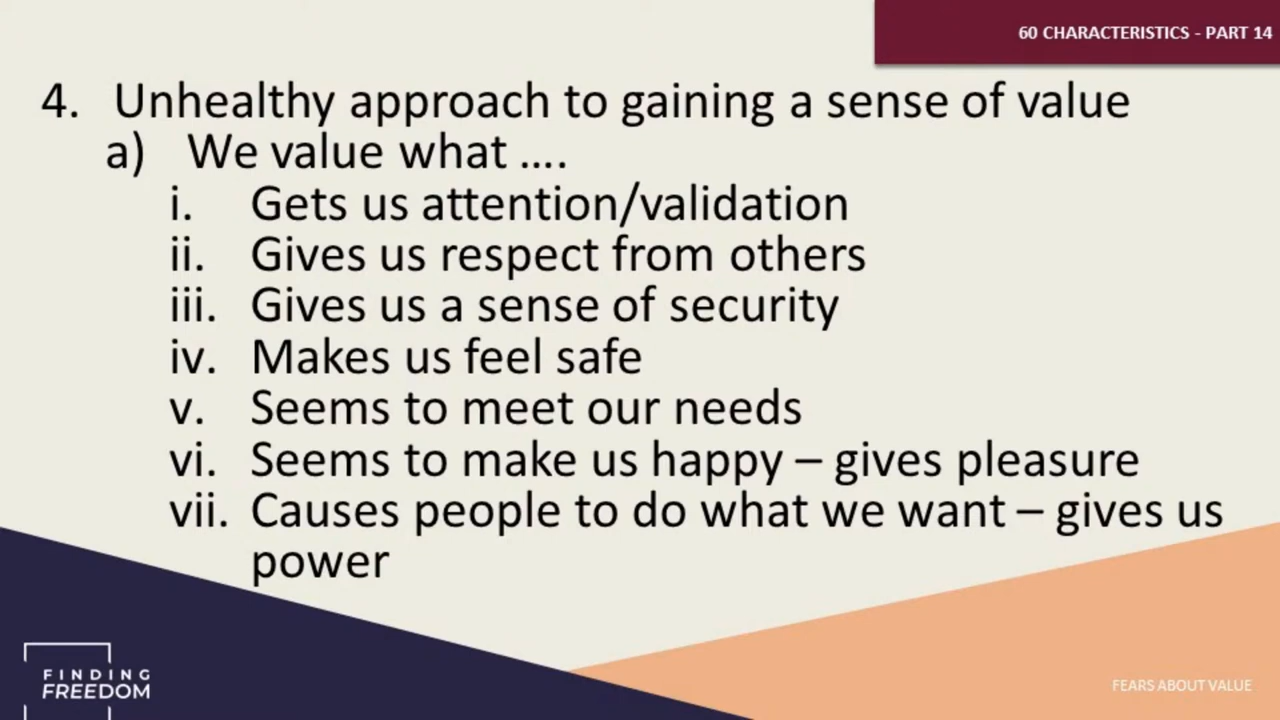 60 CHARACTERISTICS - PART 14
4. Unhealthy approach to gaining a sense of value
a) We value what ....
i. Gets us attention/validation
ii. Gives us respect from others
iii. Gives us a sense of security
iv. Makes us feel safe
v. Seems to meet our needs
vi. Seems to make us happy – gives pleasure
vii. Causes people to do what we want – gives us
power
FINDING
FREEDOM
FEARS ABOUT VALUE